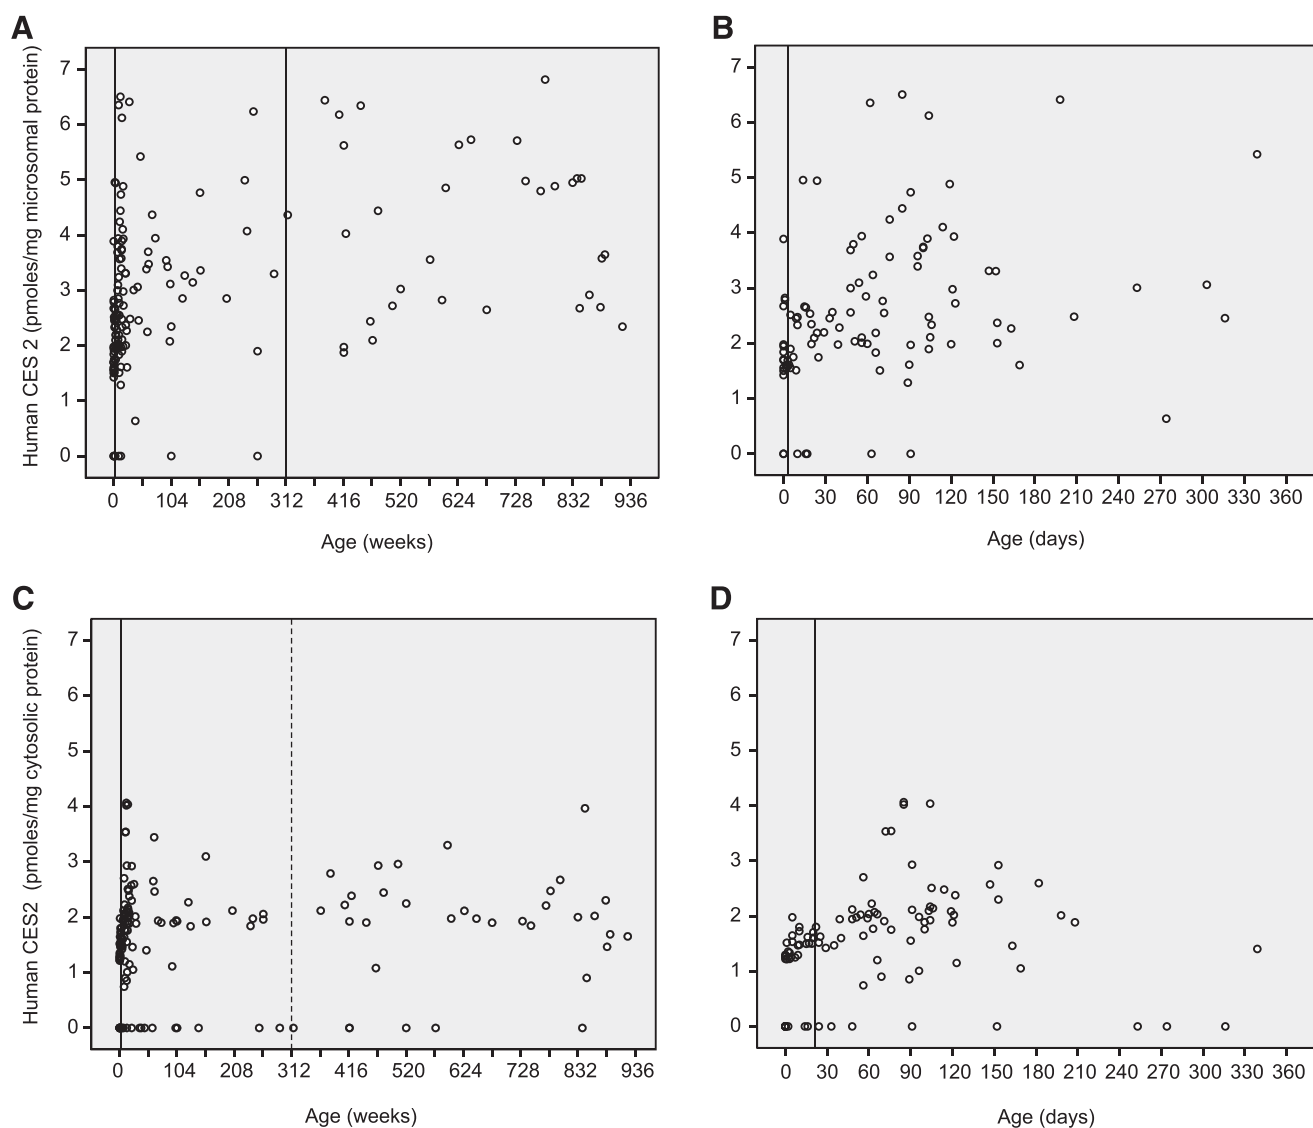 A
Human CES 2 (pmoles/mg microsomal protein)
7
6
5
4
3
2
1
0
0 104 208 312 416 520 624 728 832 936
Age (weeks)
B
7
6
5
4
3
2
1
0
0 30 60 90 120 150 180 210 240 270 300 330 360
Age (days)
C
Human CES2 (pmoles/mg cytosolic protein)
7
6
5
4
3
2
1
0
0 104 208 312 416 520 624 728 832 936
Age (weeks)
D
7
6
5
4
3
2
1
0
0 30 60 90 120 150 180 210 240 270 300 330 360
Age (days)